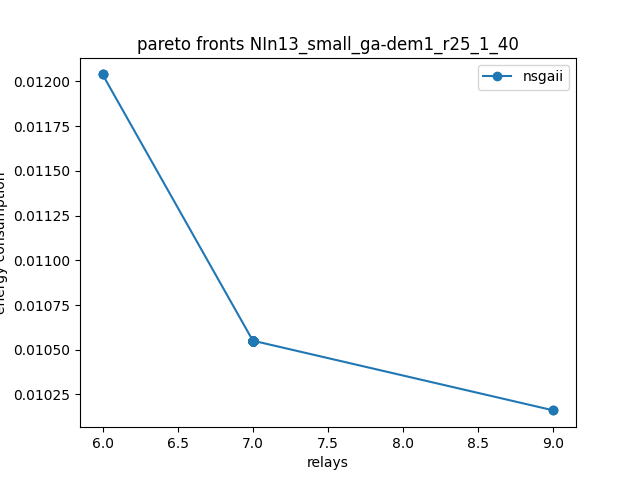 pareto fronts NIn13_small_ga-dem1_r25_1_40
nsgaii
0.01200
0.01175
0.01150
0.01125
0.01100
0.01075
0.01050
0.01025
energy consumption
6.0 6.5 7.0 7.5 8.0 8.5 9.0
relays